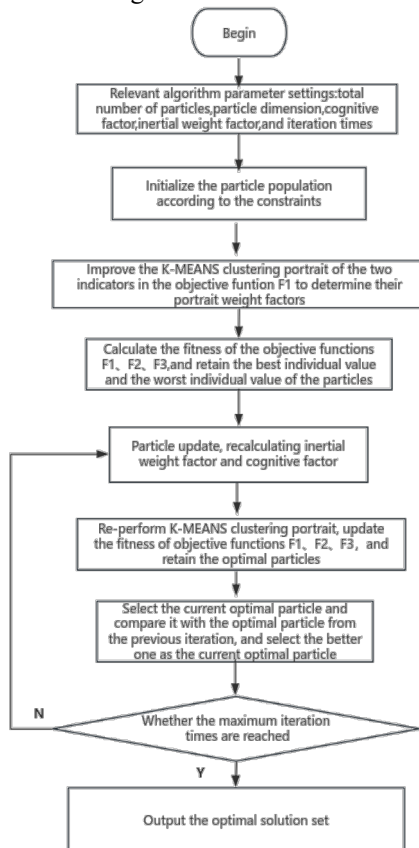 Begin
Relevant algorithm parameter settings:total
number of particles,particle dimension,cognitive
factor,inertial weight factor,and iteration times
Initialize the particle population
according to the constraints
Improve the K-MEANS clustering portrait of the two
indicators in the objective funtion F1 to determine their
portrait weight factors
Calculate the fitness of the objective functions
F1、F2、F3,and retain the best individual value
and the worst individual value of the particles
Particle update, recalculating inertial
weight factor and cognitive factor
Re-perform K-MEANS clustering portrait, update
the fitness of objective functions F1、F2、F3, and
retain the optimal particles
Select the current optimal particle and
compare it with the optimal particle from
the previous iteration, and select the better
one as the current optimal particle
N
Whether the maximum iteration
times are reached
Y
Output the optimal solution set